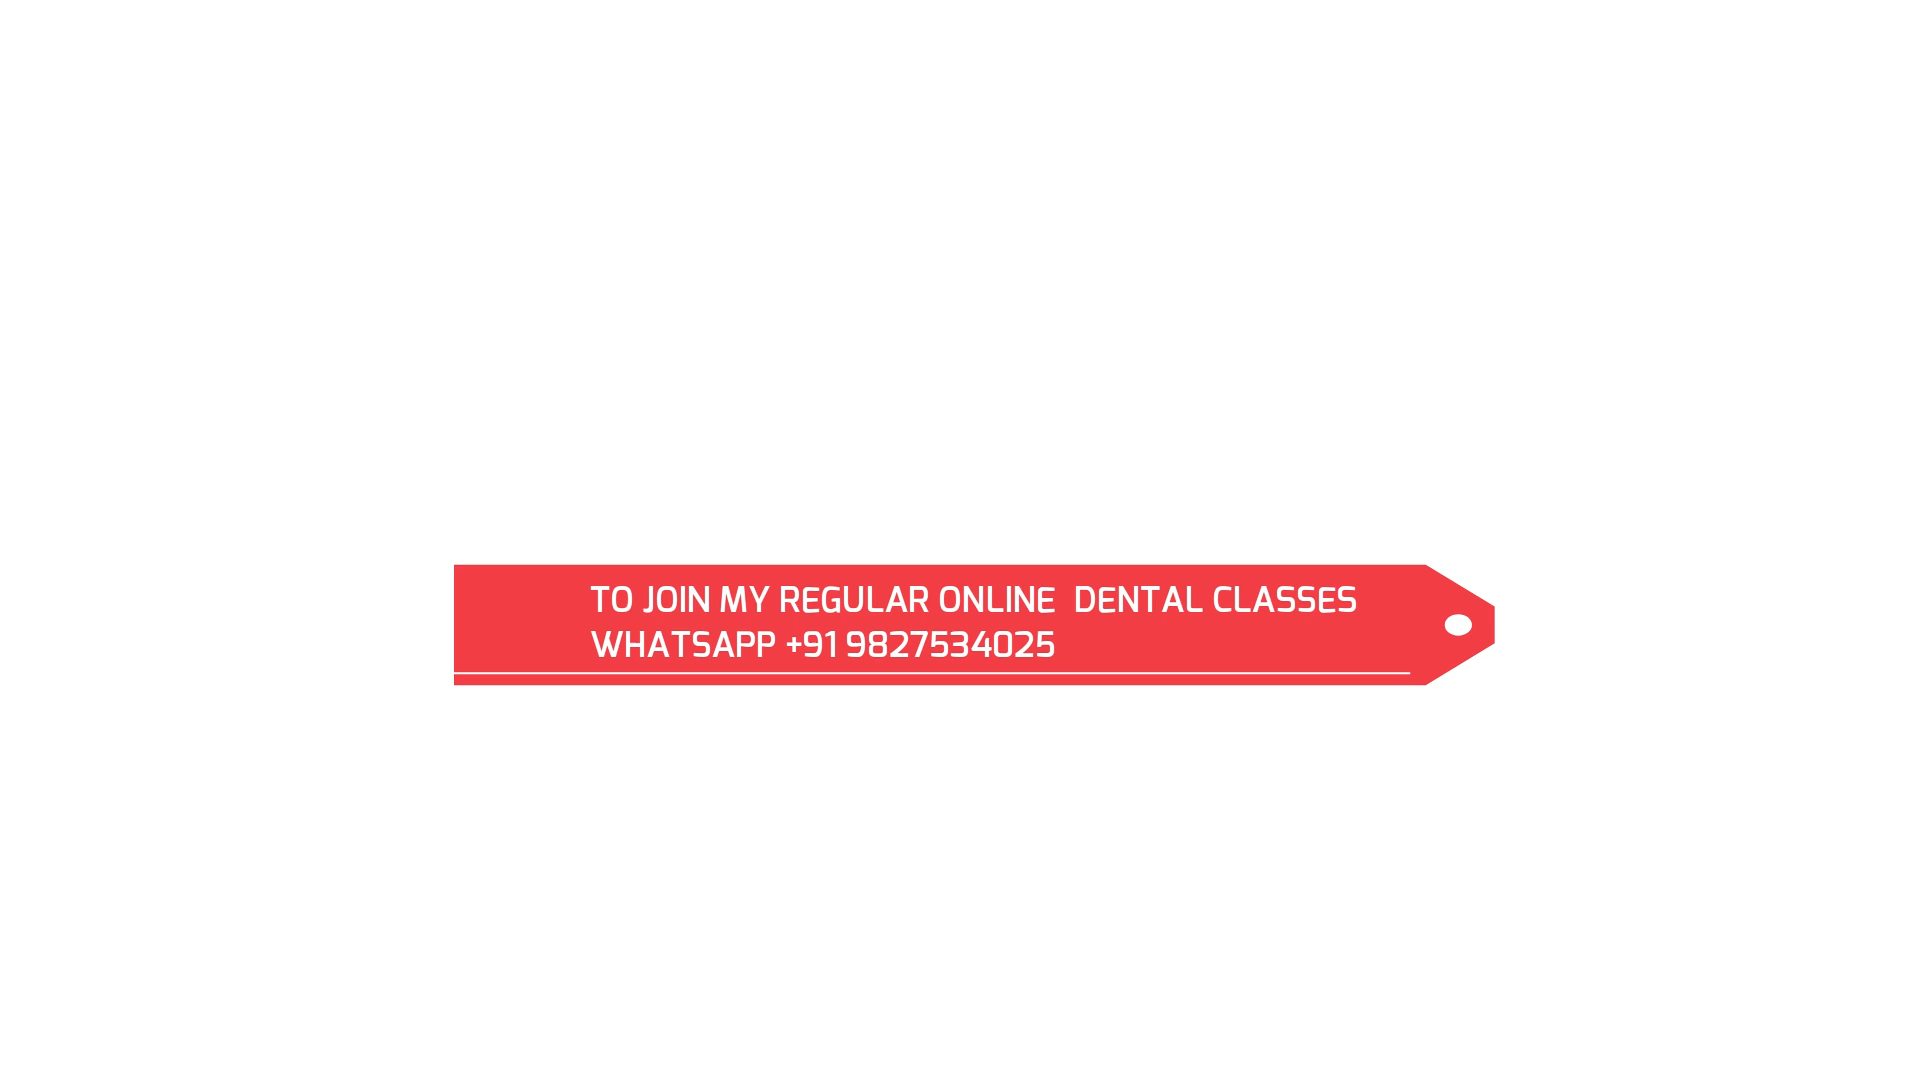 TO JOIN MY REGULAR ONLINE  DENTAL CLASSES
WHATSAPP +91 9827534025